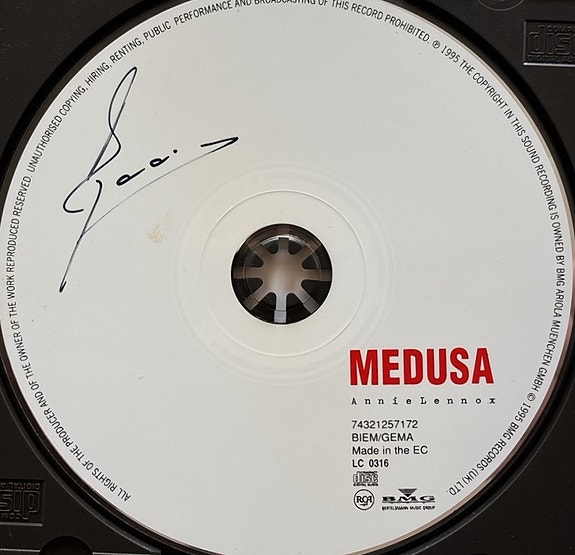 ALL RIGHTS OF THE PRODUCER AND OF THE OWNER OF THE WORK REPRODUCED RESERVED. UNAUTHORISED COPYING, HIRING, RENTING, PUBLIC PERFORMANCE AND BROADCASTING OF THIS RECORD PROHIBITED. ℗ 1995 THE COPYRIGHT IN THIS SOUND RECORDING IS OWNED BY BMG ARIOLA MUENCHEN GMBH © 1995 BMG RECORDS (UK) LTD.
MEDUSA
Annie Lennox
74321257172
BIEM/GEMA
Made in the EC
LC 0316
disc
RCA BMG
BERTELSMANN MUSIC GROUP